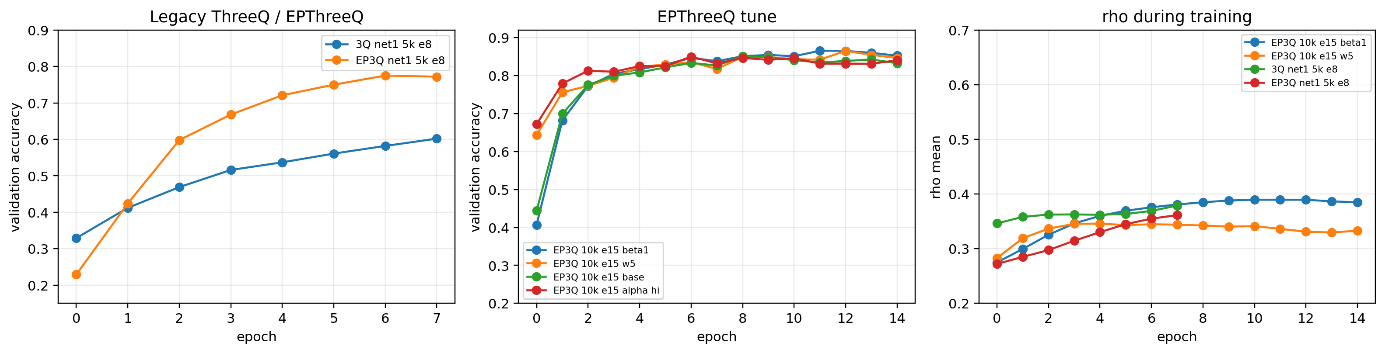 Legacy ThreeQ / EPThreeQ
validation accuracy
0.9
0.8
0.7
0.6
0.5
0.4
0.3
0.2
3Q net1 5k e8
EP3Q net1 5k e8
0 1 2 3 4 5 6 7
epoch
EPThreeQ tune
validation accuracy
0.9
0.8
0.7
0.6
0.5
0.4
0.3
0.2
EP3Q 10k e15 beta1
EP3Q 10k e15 w5
EP3Q 10k e15 base
EP3Q 10k e15 alpha hi
0 2 4 6 8 10 12 14
epoch
rho during training
rho mean
0.7
0.6
0.5
0.4
0.3
0.2
EP3Q 10k e15 beta1
EP3Q 10k e15 w5
3Q net1 5k e8
EP3Q net1 5k e8
0 2 4 6 8 10 12 14
epoch